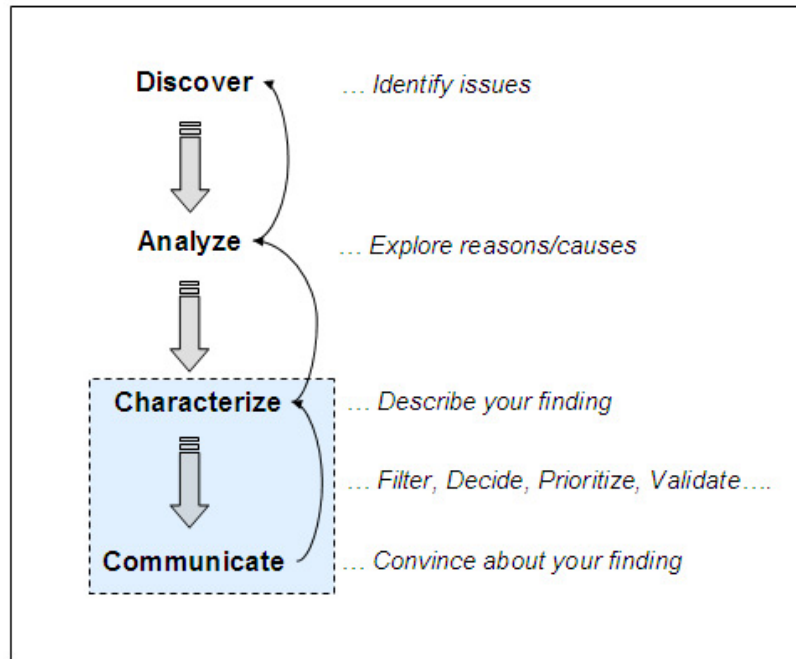 Discover
… Identify issues
Analyze
… Explore reasons/causes
Characterize
… Describe your finding
… Filter, Decide, Prioritize, Validate….
Communicate
… Convince about your finding